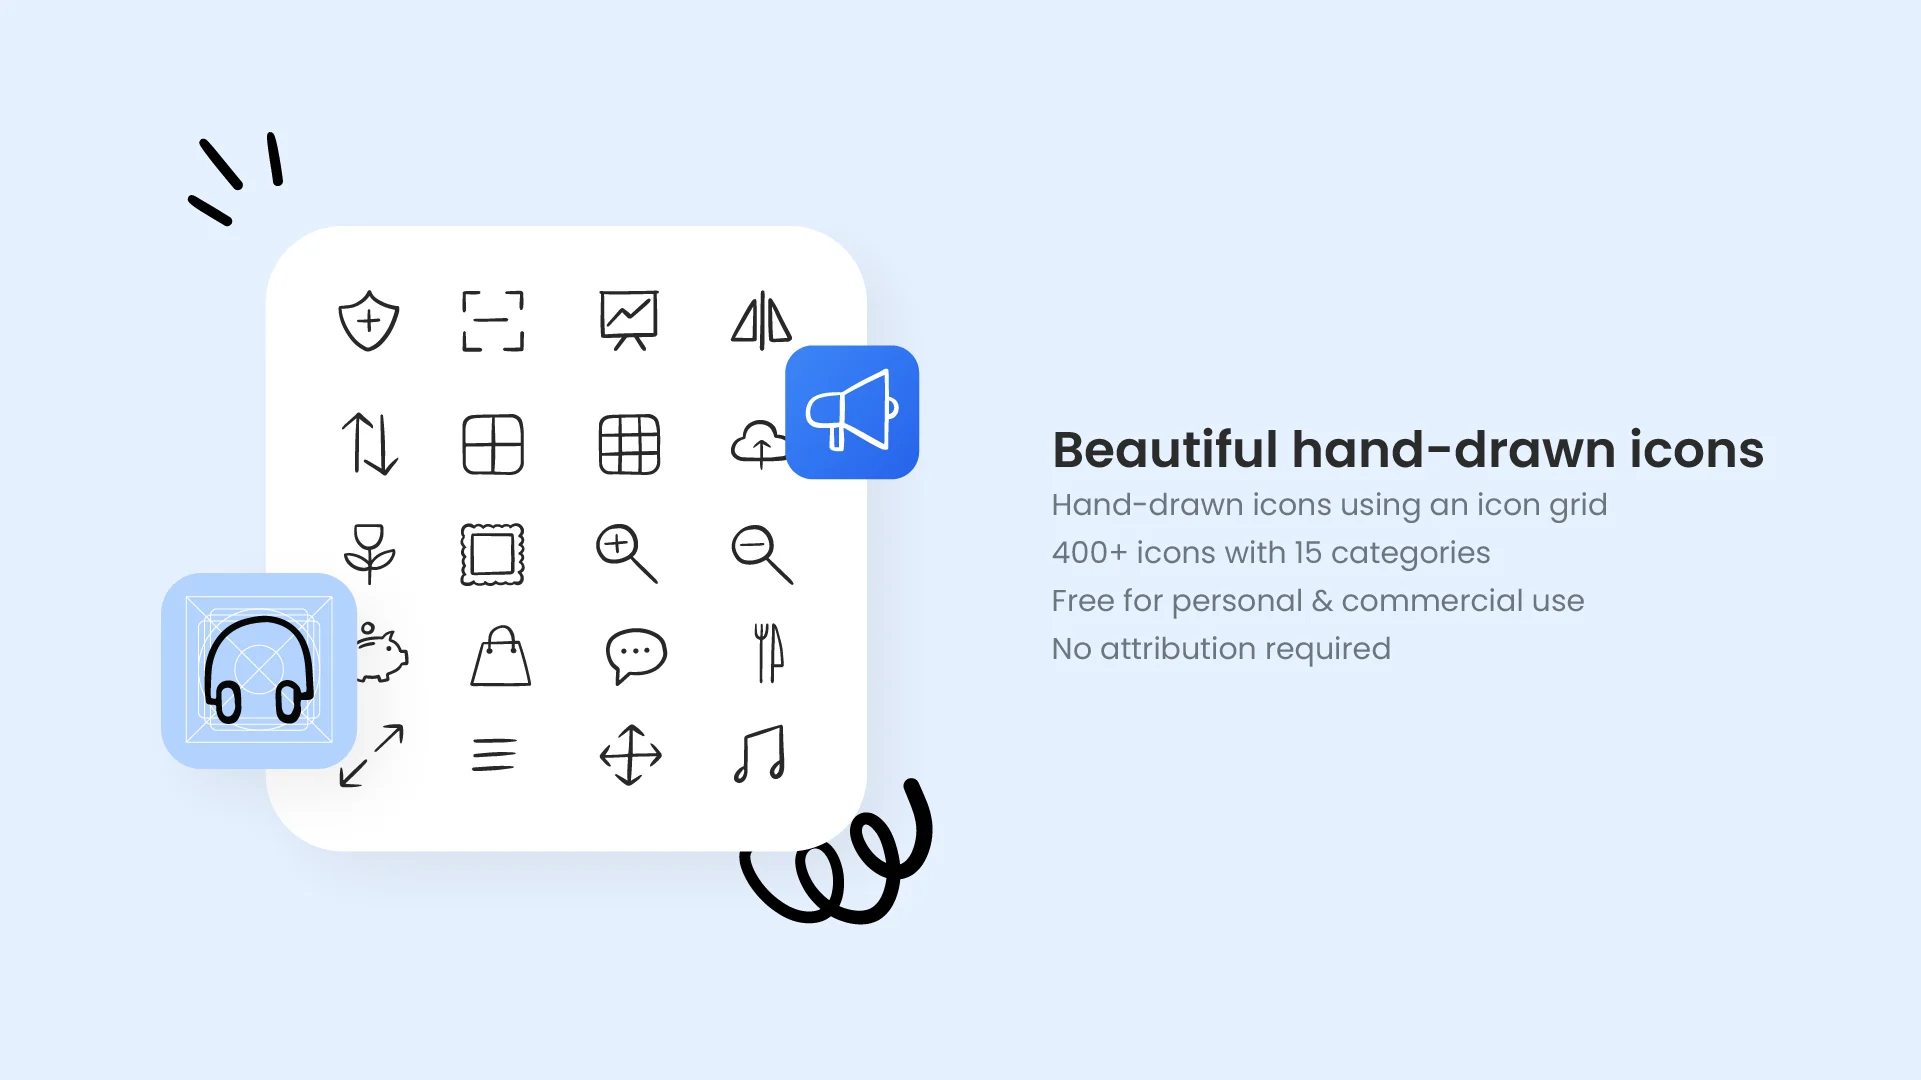 Beautiful hand-drawn icons
Hand-drawn icons using an icon grid
400+ icons with 15 categories
Free for personal & commercial use
No attribution required